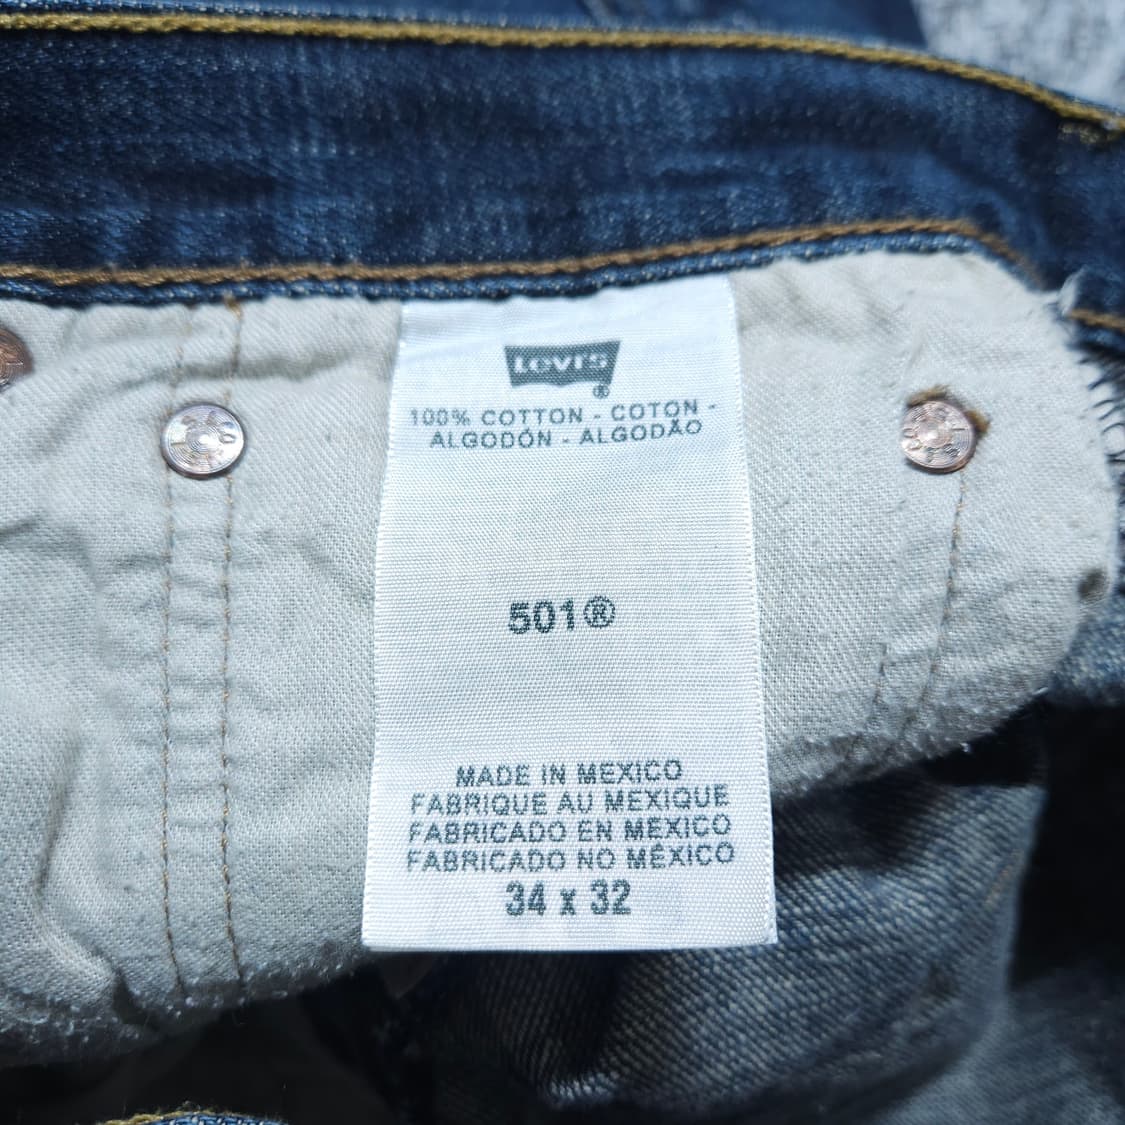 Levi's
®
100% COTTON - COTON -
ALGODÓN - ALGODÃO
501®
MADE IN MEXICO
FABRIQUE AU MEXIQUE
FABRICADO EN MEXICO
FABRICADO NO MÉXICO
34 x 32